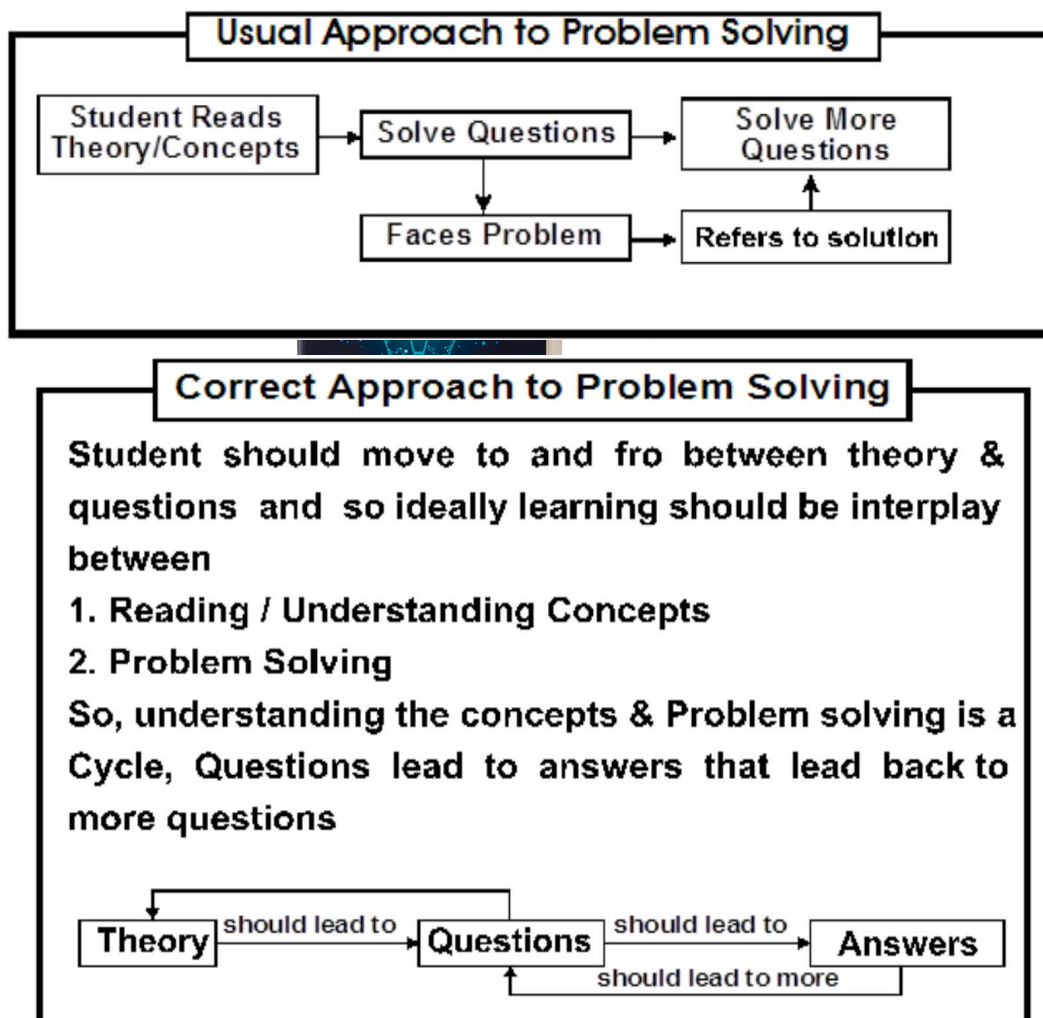 Usual Approach to Problem Solving
Student Reads
Theory/Concepts
Solve Questions
Solve More
Questions
Faces Problem
Refers to solution
Correct Approach to Problem Solving
Student should move to and fro between theory &
questions and so ideally learning should be interplay
between
1. Reading / Understanding Concepts
2. Problem Solving
So, understanding the concepts & Problem solving is a
Cycle, Questions lead to answers that lead back to
more questions
Theory
should lead to
Questions
should lead to
Answers
should lead to more